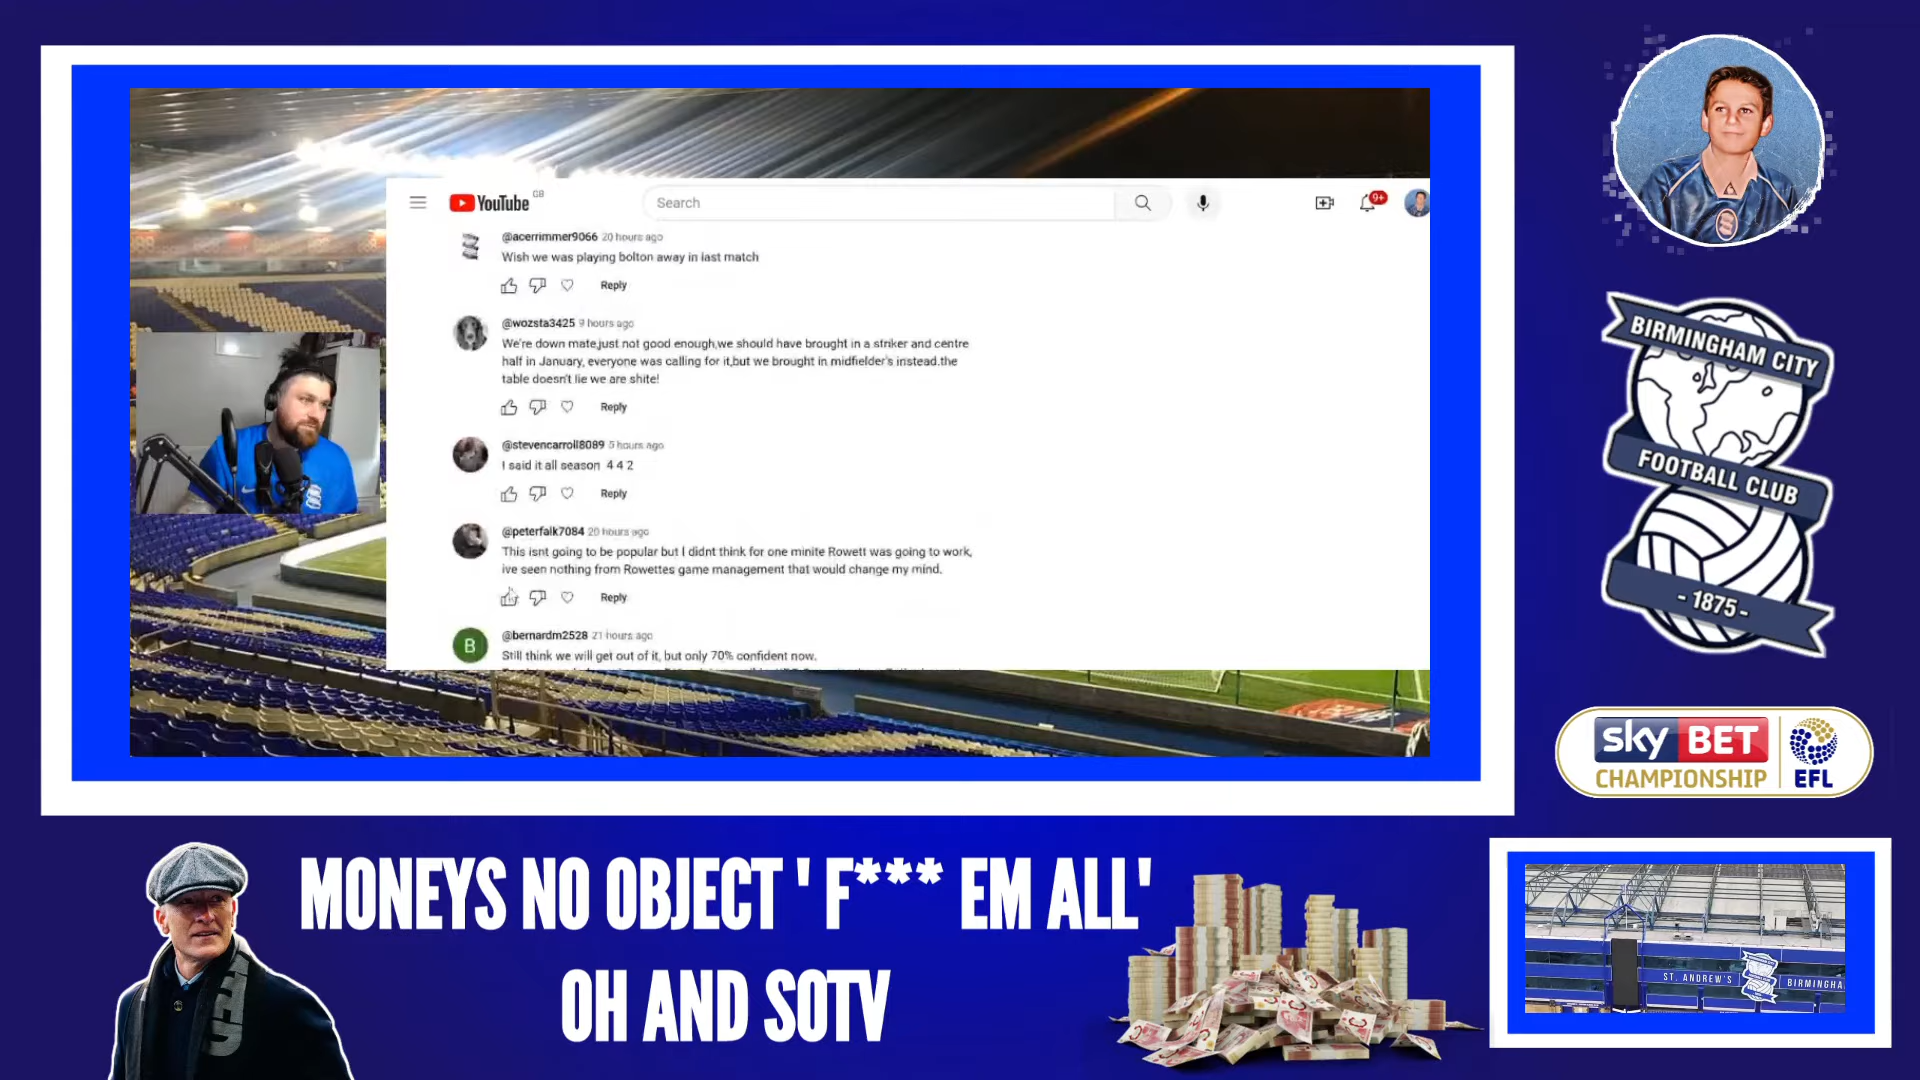 YouTube GB
Search
9+
@acerrimmer9066 20 hours ago
Wish we was playing bolton away in last match
Reply
@wozsta3425 9 hours ago
We're down mate,just not good enough,we should have brought in a striker and centre
half in January, everyone was calling for it,but we brought in midfielder's instead.the
table doesn't lie we are shite!
Reply
@stevencarroll8089 5 hours ago
I said it all season 4 4 2
Reply
@peterfalk7084 20 hours ago
This isnt going to be popular but I didnt think for one minite Rowett was going to work,
ive seen nothing from Rowettes game management that would change my mind.
Reply
B
@bernardm2528 21 hours ago
Still think we will get out of it, but only 70% confident now.
BIRMINGHAM CITY
FOOTBALL CLUB
- 1875 -
sky BET
CHAMPIONSHIP
EFL
MONEYS NO OBJECT ' F*** EM ALL'
OH AND SOTV
ST. ANDREW'S
BIRMINGHA